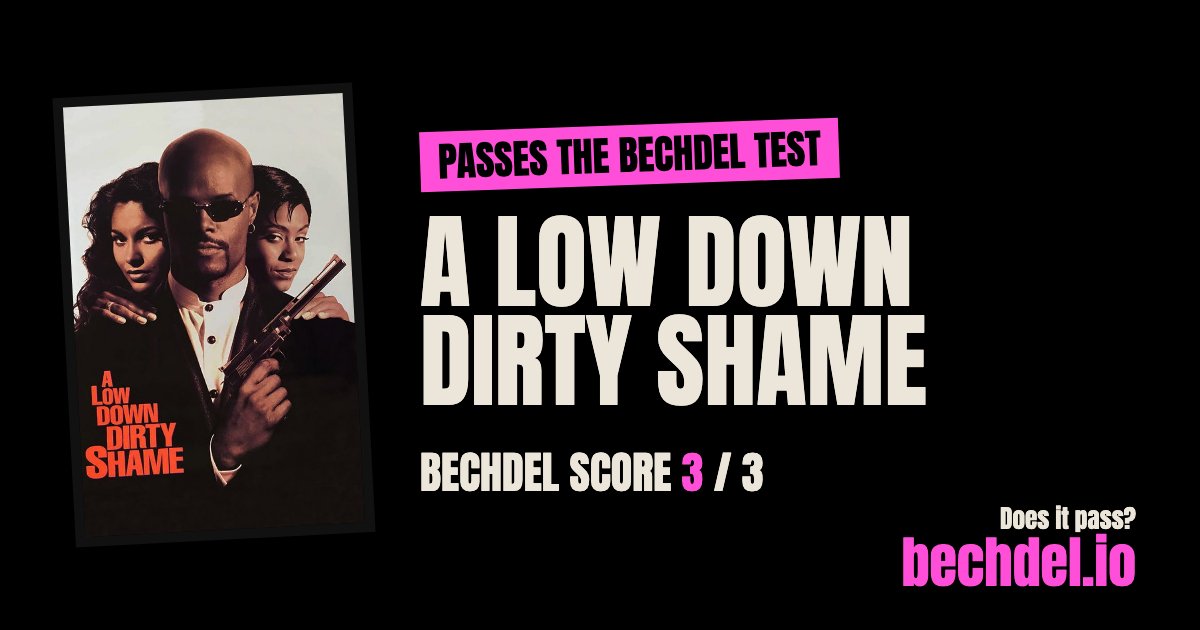 A
LOW
DOWN
DIRTY
SHAME
PASSES THE BECHDEL TEST
A LOW DOWN
DIRTY SHAME
BECHDEL SCORE 3 / 3
Does it pass?
bechdel.io